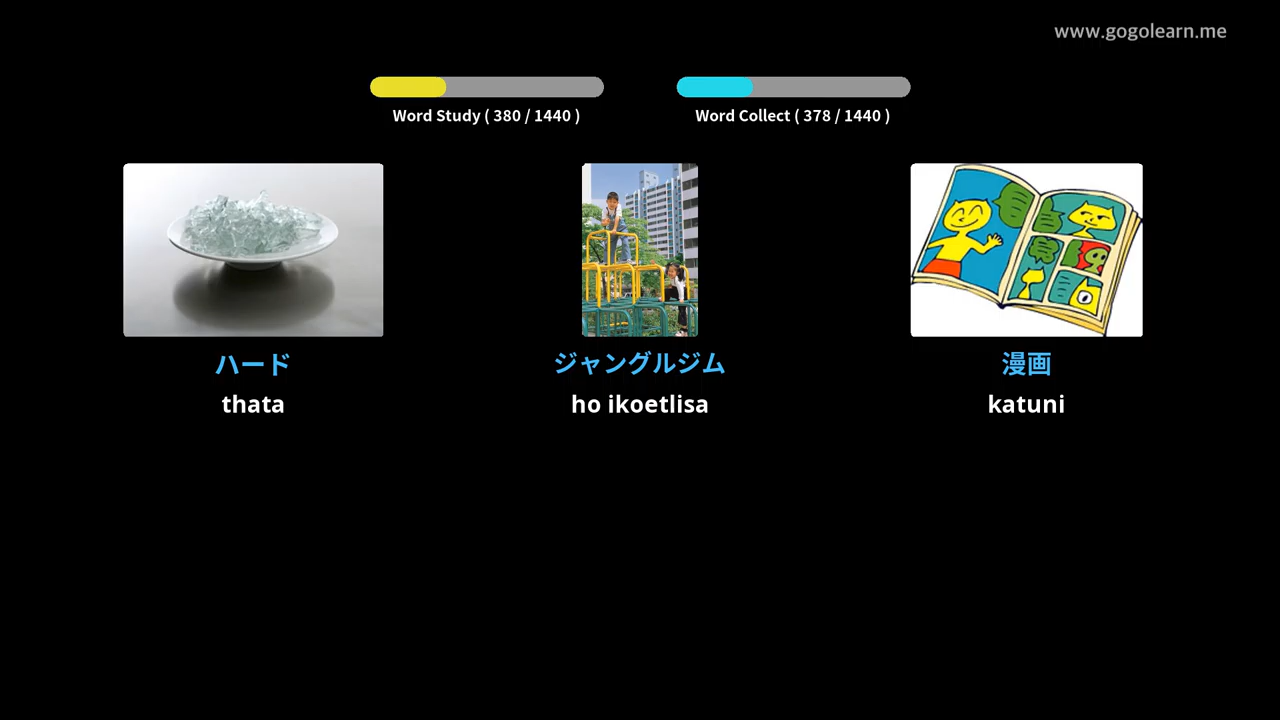 www.gogolearn.me
Word Study ( 380 / 1440 )
Word Collect ( 378 / 1440 )
ハード
thata
ジャングルジム
ho ikoetlisa
漫画
katuni